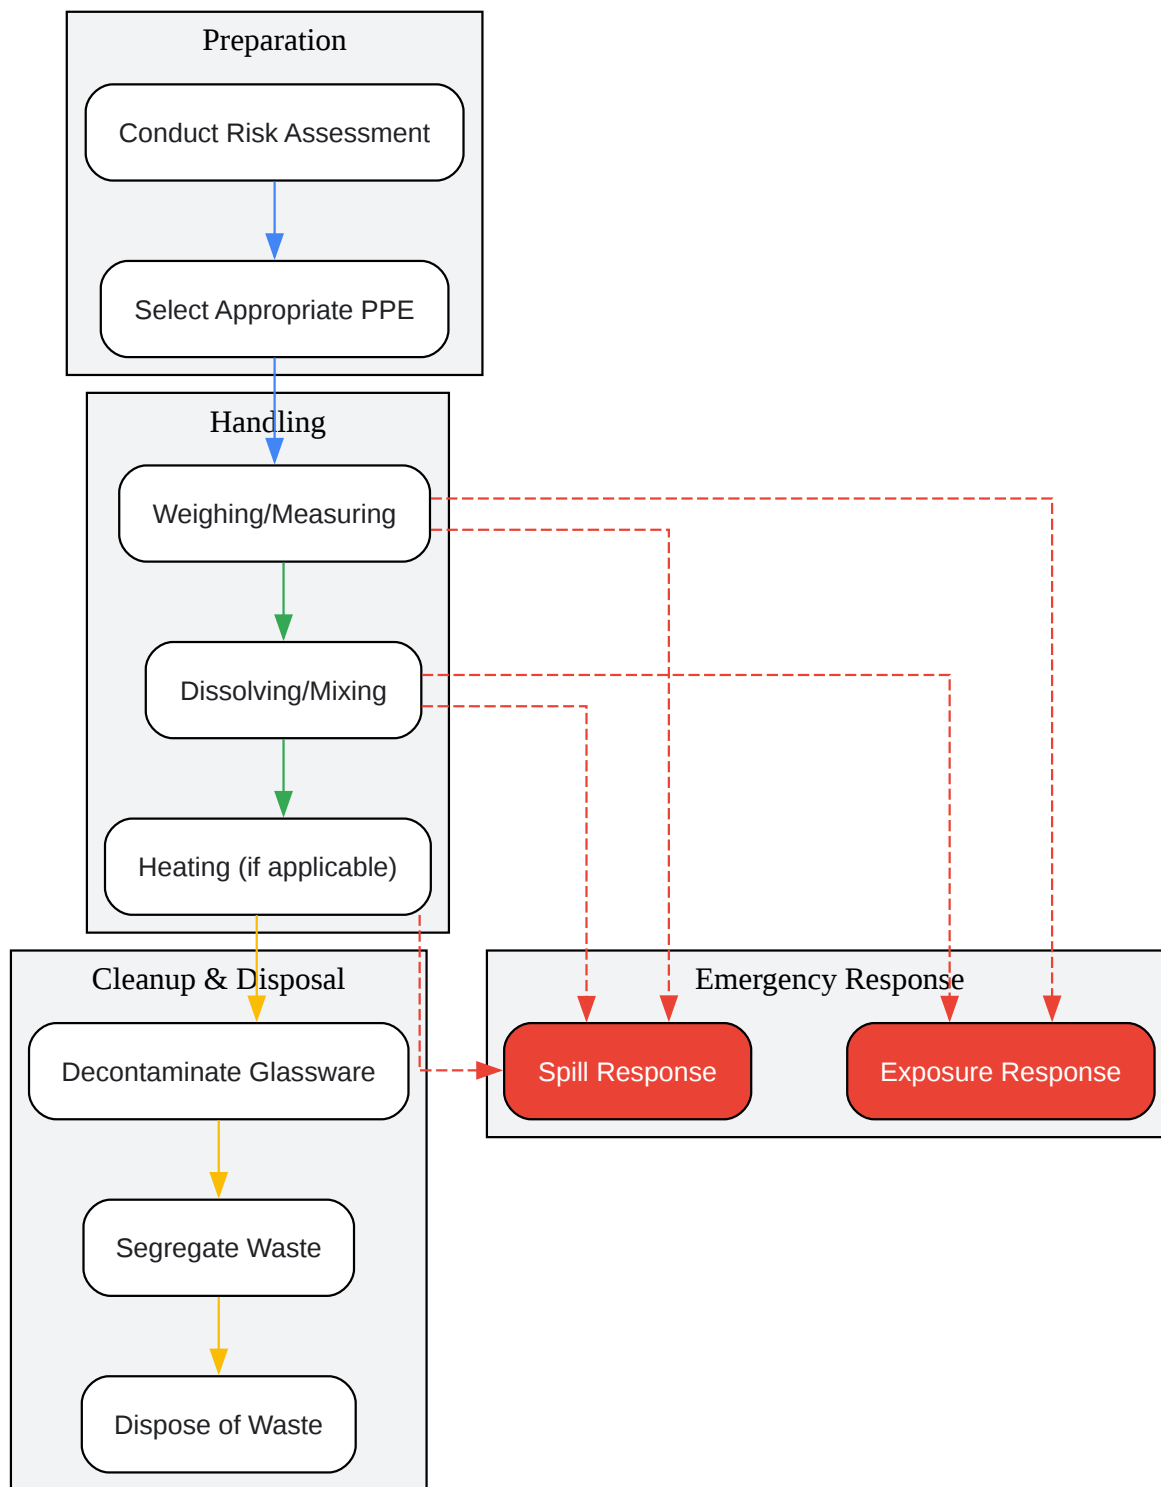 Preparation
Conduct Risk Assessment
Select Appropriate PPE
Handling
Weighing/Measuring
Dissolving/Mixing
Heating (if applicable)
Cleanup & Disposal
Emergency Response
Decontaminate Glassware
Spill Response
Exposure Response
Segregate Waste
Dispose of Waste